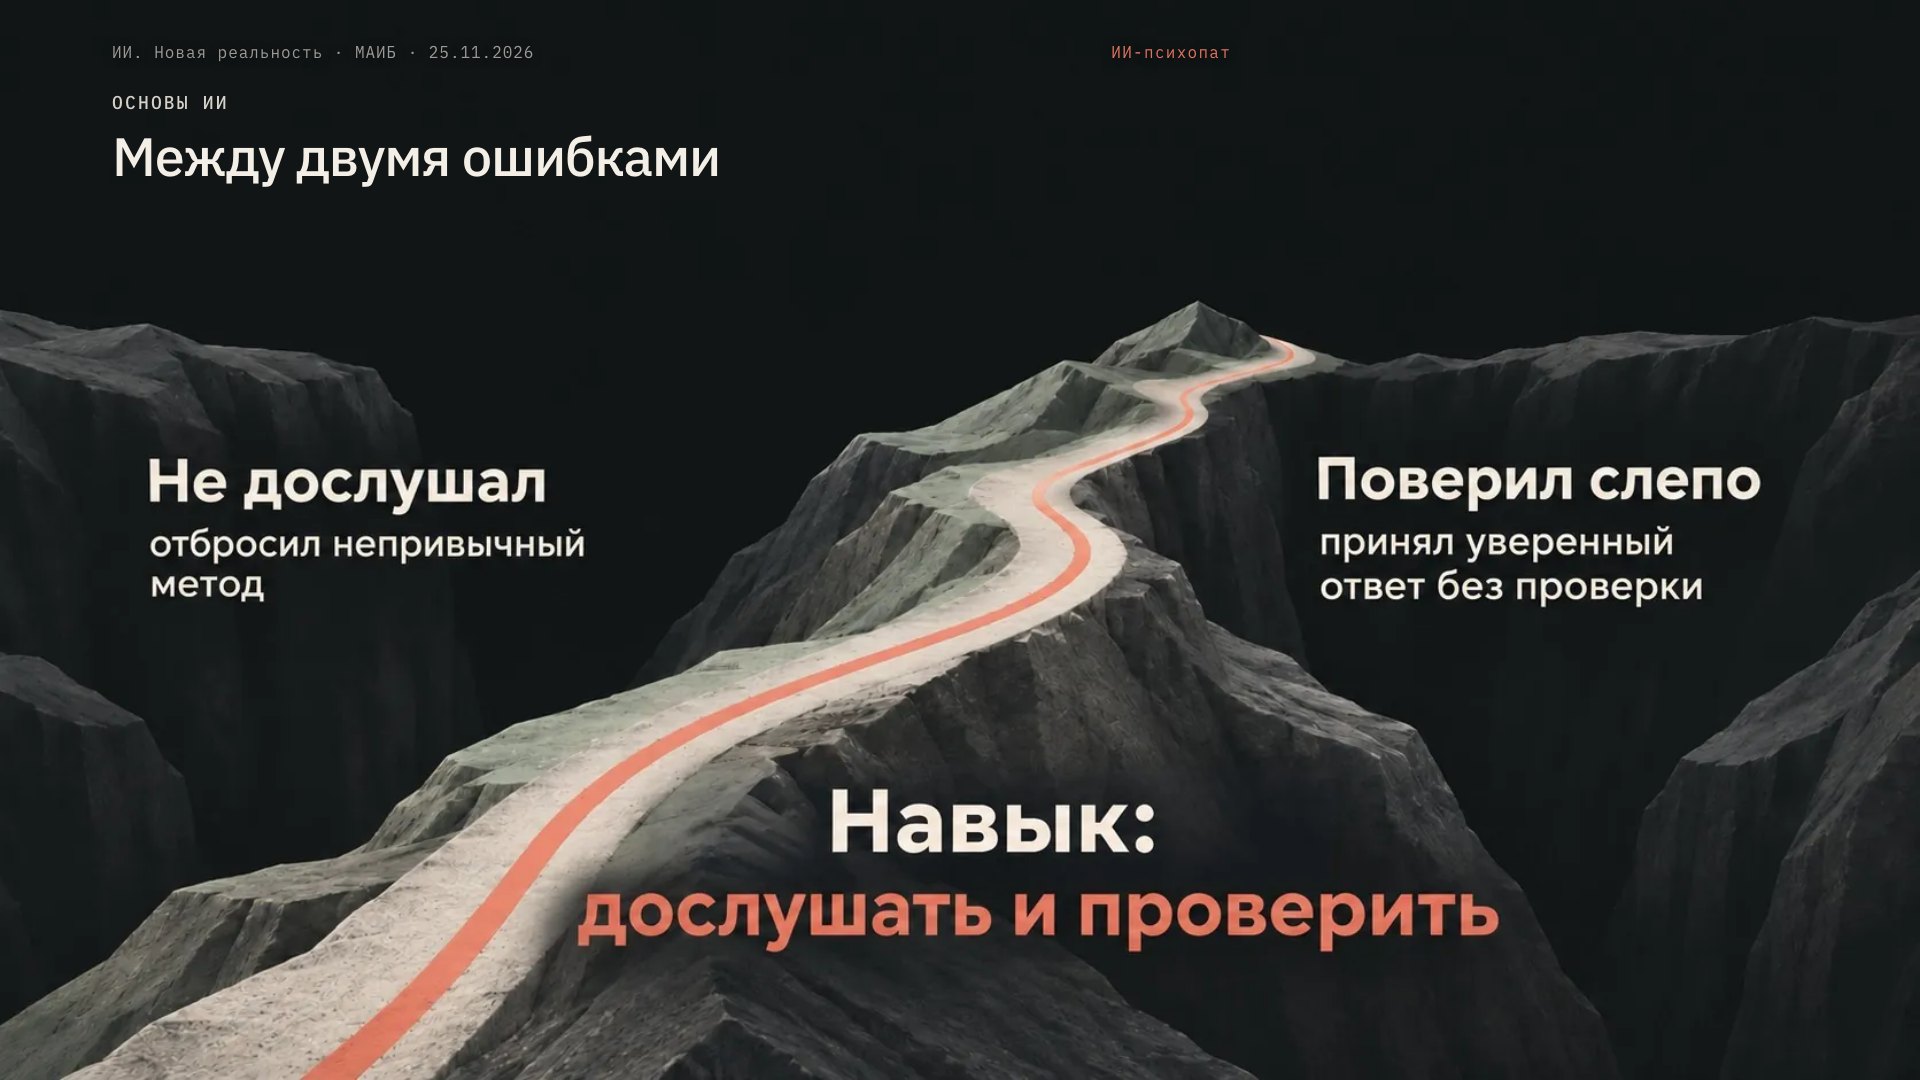 ИИ. Новая реальность · МАИБ · 25.11.2026
ИИ-психопат
ОСНОВЫ ИИ
Между двумя ошибками
Не дослушал
отбросил непривычный
метод
Поверил слепо
принял уверенный
ответ без проверки
Навык:
дослушать и проверить